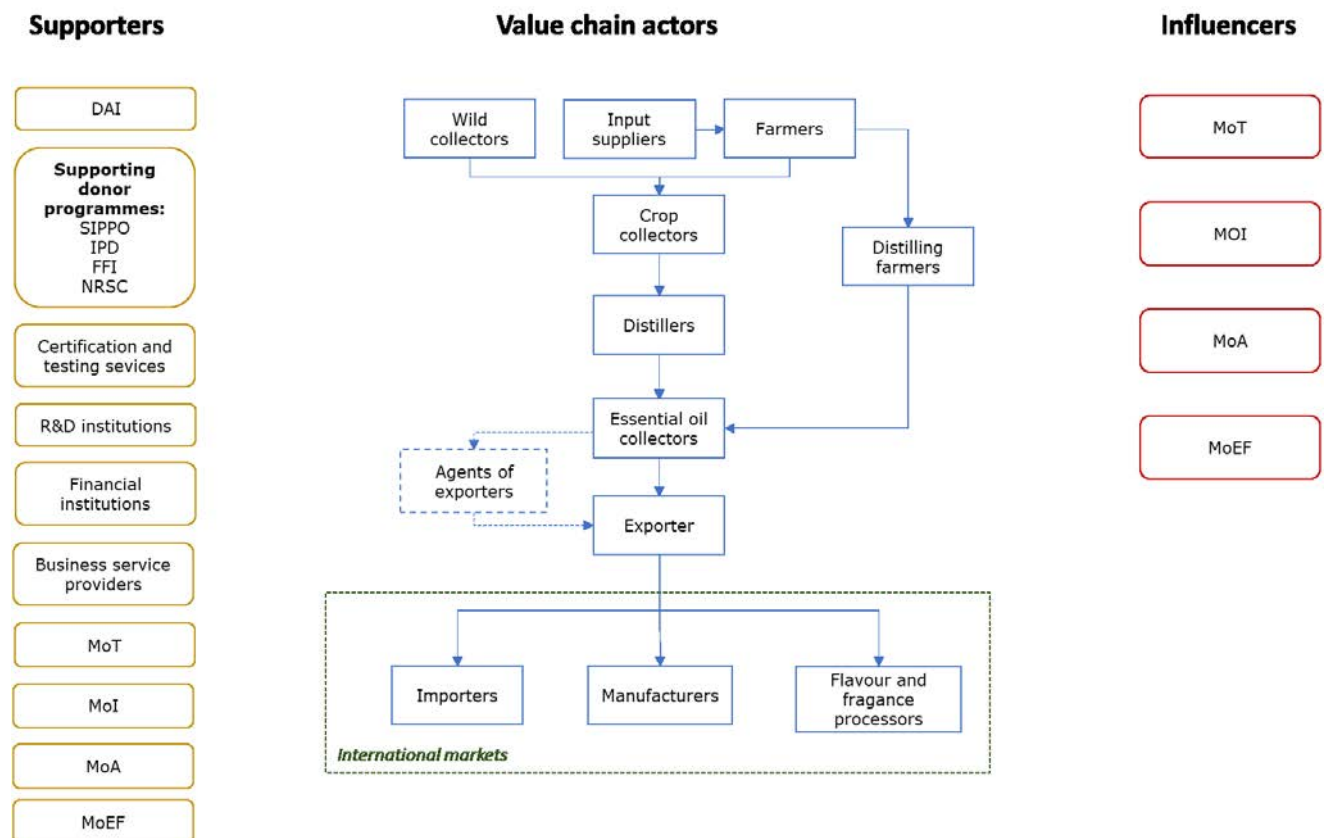 Supporters
DAI
Supporting
donor
programmes:
SIPPO
IPD
FFI
NRSC
Certification and
testing sevices
R&D institutions
Financial
institutions
Business service
providers
MoT
MoI
MoA
MoEF
Value chain actors
Wild
collectors
Input
suppliers
Farmers
Crop
collectors
Distilling
farmers
Distillers
Essential oil
collectors
Agents of
exporters
Exporter
Importers
Manufacturers
Flavour and
fragance
processors
International markets
Influencers
MoT
MOI
MoA
MoEF